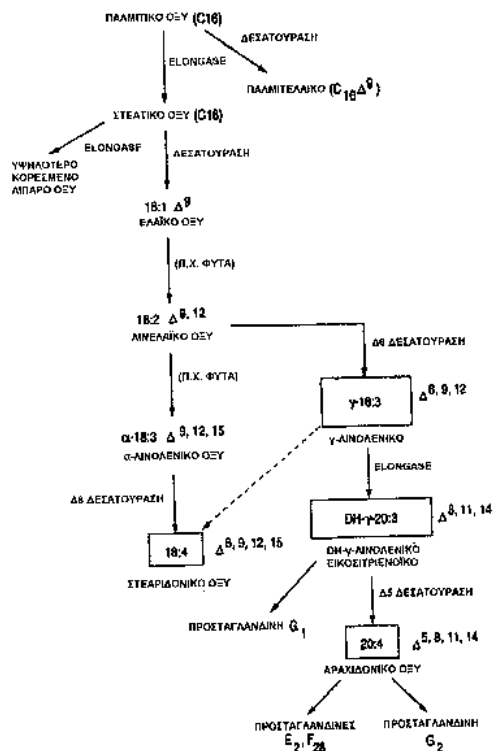 ΠΑΛΜΙΤΙΚΟ ΟΞΥ (C16)
ΔΕΣΑΤΟΥΡΑΣΗ
ELONGASE
ΠΑΛΜΙΤΕΛΑΙΚΟ (C16Δ9)
ΣΤΕΑΤΙΚΟ ΟΞΥ (C18)
ELONGASE
ΔΕΣΑΤΟΥΡΑΣΗ
ΥΨΗΛΟΤΕΡΟ
ΚΟΡΕΣΜΕΝΟ
ΛΙΠΑΡΟ ΟΞΥ
18:1 Δ9
ΕΛΑΪΚΟ ΟΞΥ
(Π.Χ. ΦΥΤΑ)
18:2 Δ9, 12
ΛΙΝΕΛΑΪΚΟ ΟΞΥ
Δ6 ΔΕΣΑΤΟΥΡΑΣΗ
(Π.Χ. ΦΥΤΑ)
γ-18:3 Δ6, 9, 12
γ-ΛΙΝΟΛΕΝΙΚΟ
α-18:3 Δ9, 12, 15
α-ΛΙΝΟΛΕΝΙΚΟ ΟΞΥ
ELONGASE
Δ6 ΔΕΣΑΤΟΥΡΑΣΗ
DH-γ-20:3 Δ8, 11, 14
DH-γ-ΛΙΝΟΛΕΝΙΚΟ
ΕΙΚΟΣΙΤΡΙΕΝΟΪΚΟ
18:4 Δ6, 9, 12, 15
ΣΤΕΑΡΙΔΟΝΙΚΟ ΟΞΥ
Δ5 ΔΕΣΑΤΟΥΡΑΣΗ
ΠΡΟΣΤΑΓΛΑΝΔΙΝΗ G1
20:4 Δ5, 8, 11, 14
ΑΡΑΧΙΔΟΝΙΚΟ ΟΞΥ
ΠΡΟΣΤΑΓΛΑΝΔΙΝΕΣ
E2, F2α
ΠΡΟΣΤΑΓΛΑΝΔΙΝΗ
G2